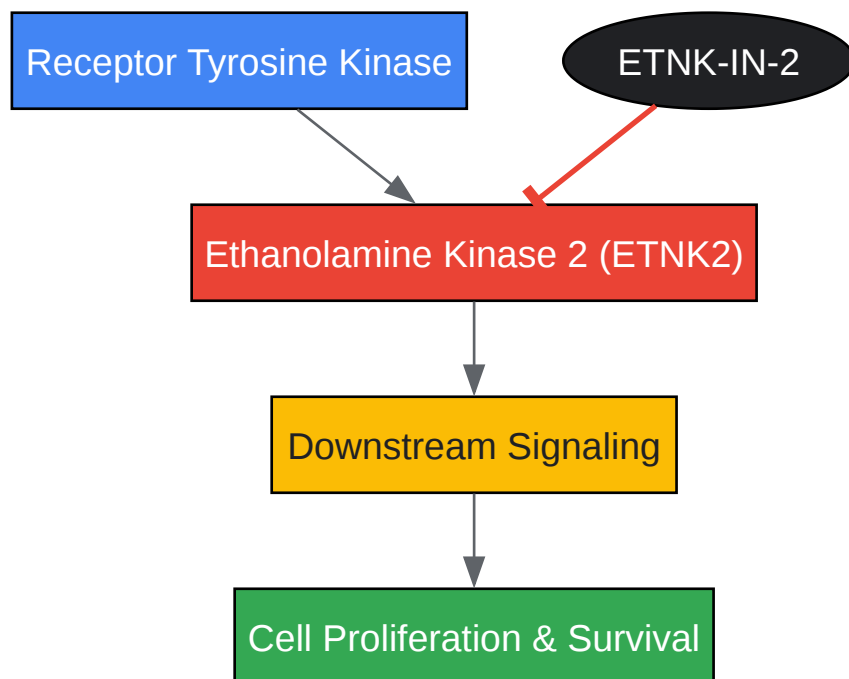 Receptor Tyrosine Kinase
ETNK-IN-2
Ethanolamine Kinase 2 (ETNK2)
Downstream Signaling
Cell Proliferation & Survival